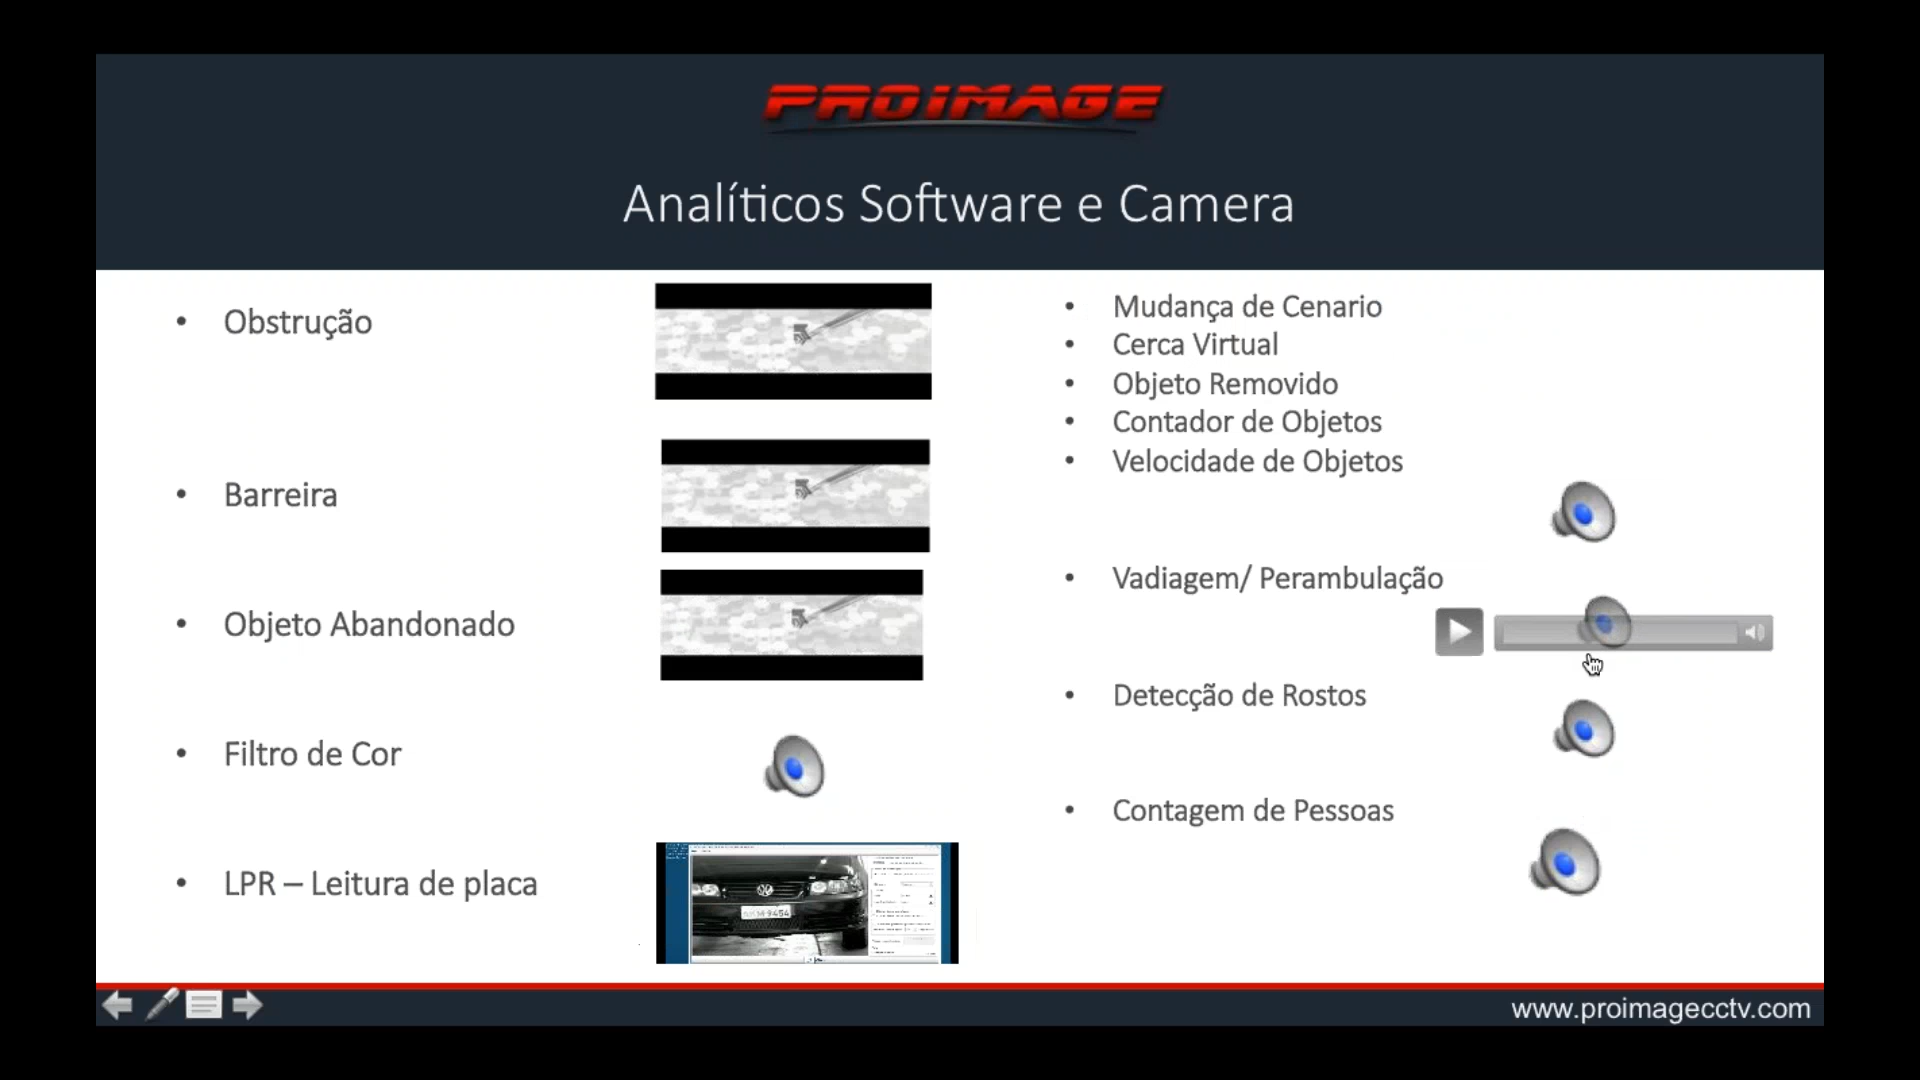 PROIMAGE
Analíticos Software e Camera
• Obstrução
• Barreira
• Objeto Abandonado
• Filtro de Cor
• LPR – Leitura de placa
• Mudança de Cenario
• Cerca Virtual
• Objeto Removido
• Contador de Objetos
• Velocidade de Objetos
• Vadiagem/ Perambulação
• Detecção de Rostos
• Contagem de Pessoas
www.proimagecctv.com